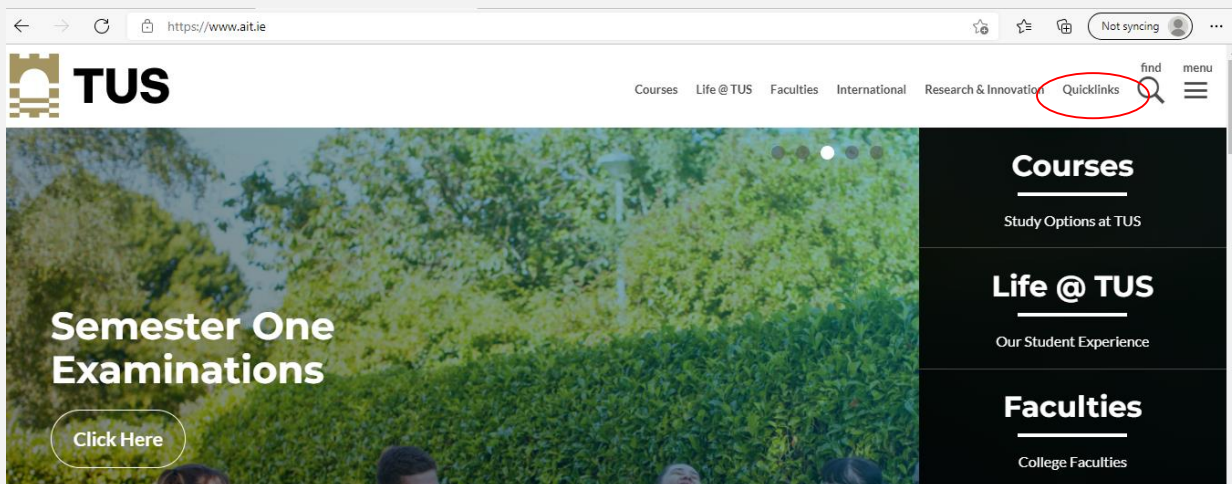 https://www.ait.ie
Not syncing
TUS
Courses Life @ TUS Faculties International Research & Innovation Quicklinks find menu
Semester One
Examinations
Click Here
Courses
Study Options at TUS
Life @ TUS
Our Student Experience
Faculties
College Faculties